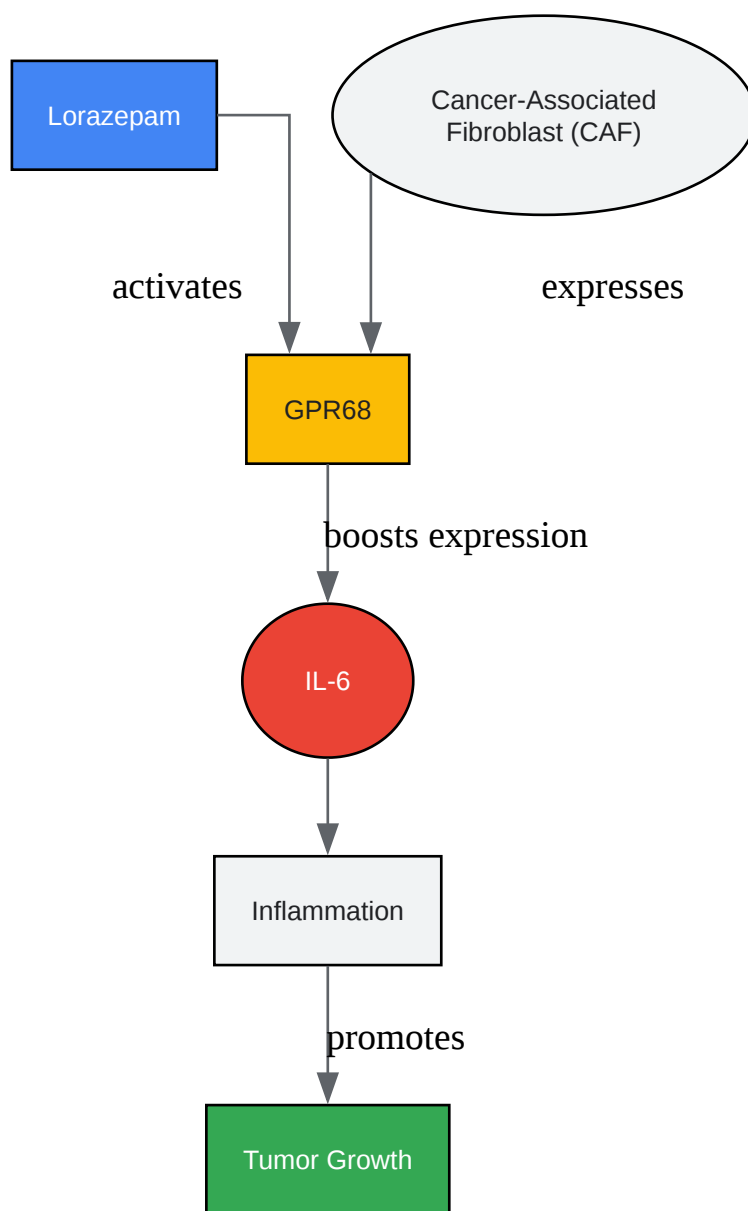 Lorazepam
Cancer-Associated
Fibroblast (CAF)
activates
expresses
GPR68
boosts expression
IL-6
Inflammation
promotes
Tumor Growth